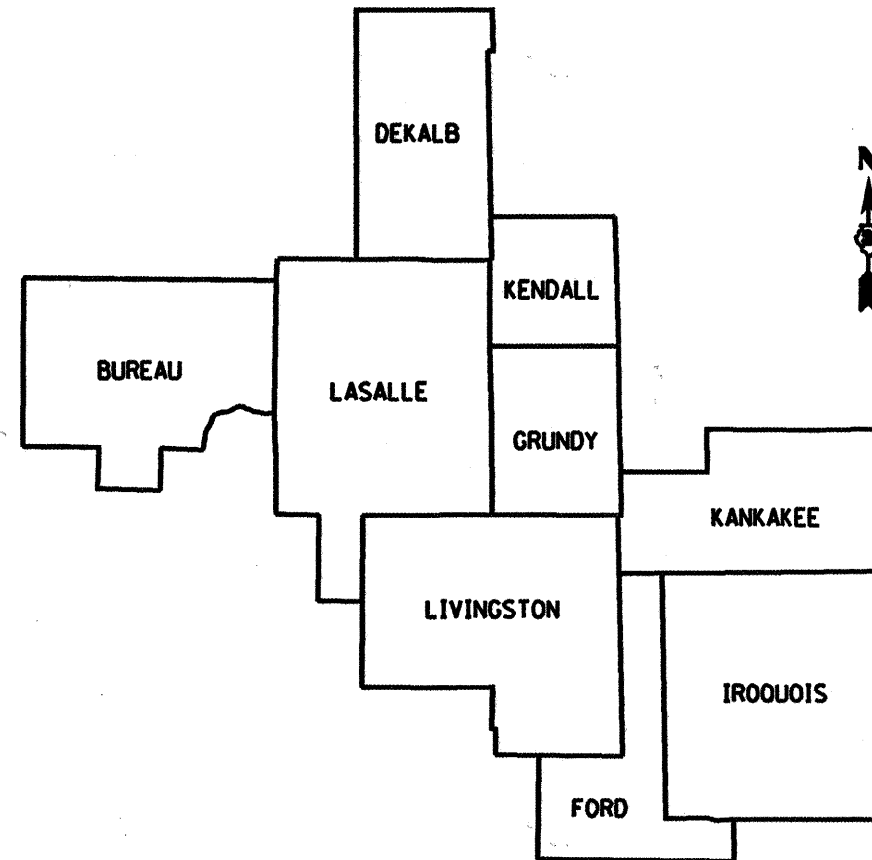 DEKALB
N
KENDALL
BUREAU
LASALLE
GRUNDY
KANKAKEE
LIVINGSTON
IROQUOIS
FORD